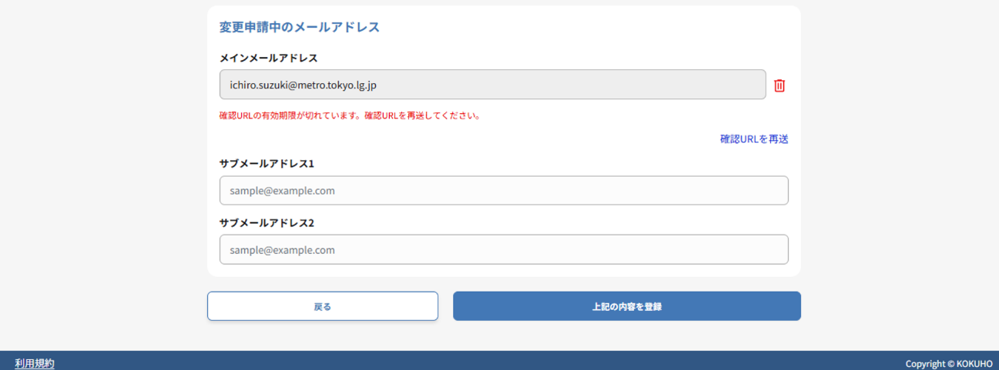 変更申請中のメールアドレス
メインメールアドレス
ichiro.suzuki@metro.tokyo.lg.jp
確認URLの有効期限が切れています。確認URLを再送してください。
確認URLを再送
サブメールアドレス1
sample@example.com
サブメールアドレス2
sample@example.com
戻る
上記の内容を登録
利用規約
Copyright © KOKUHO